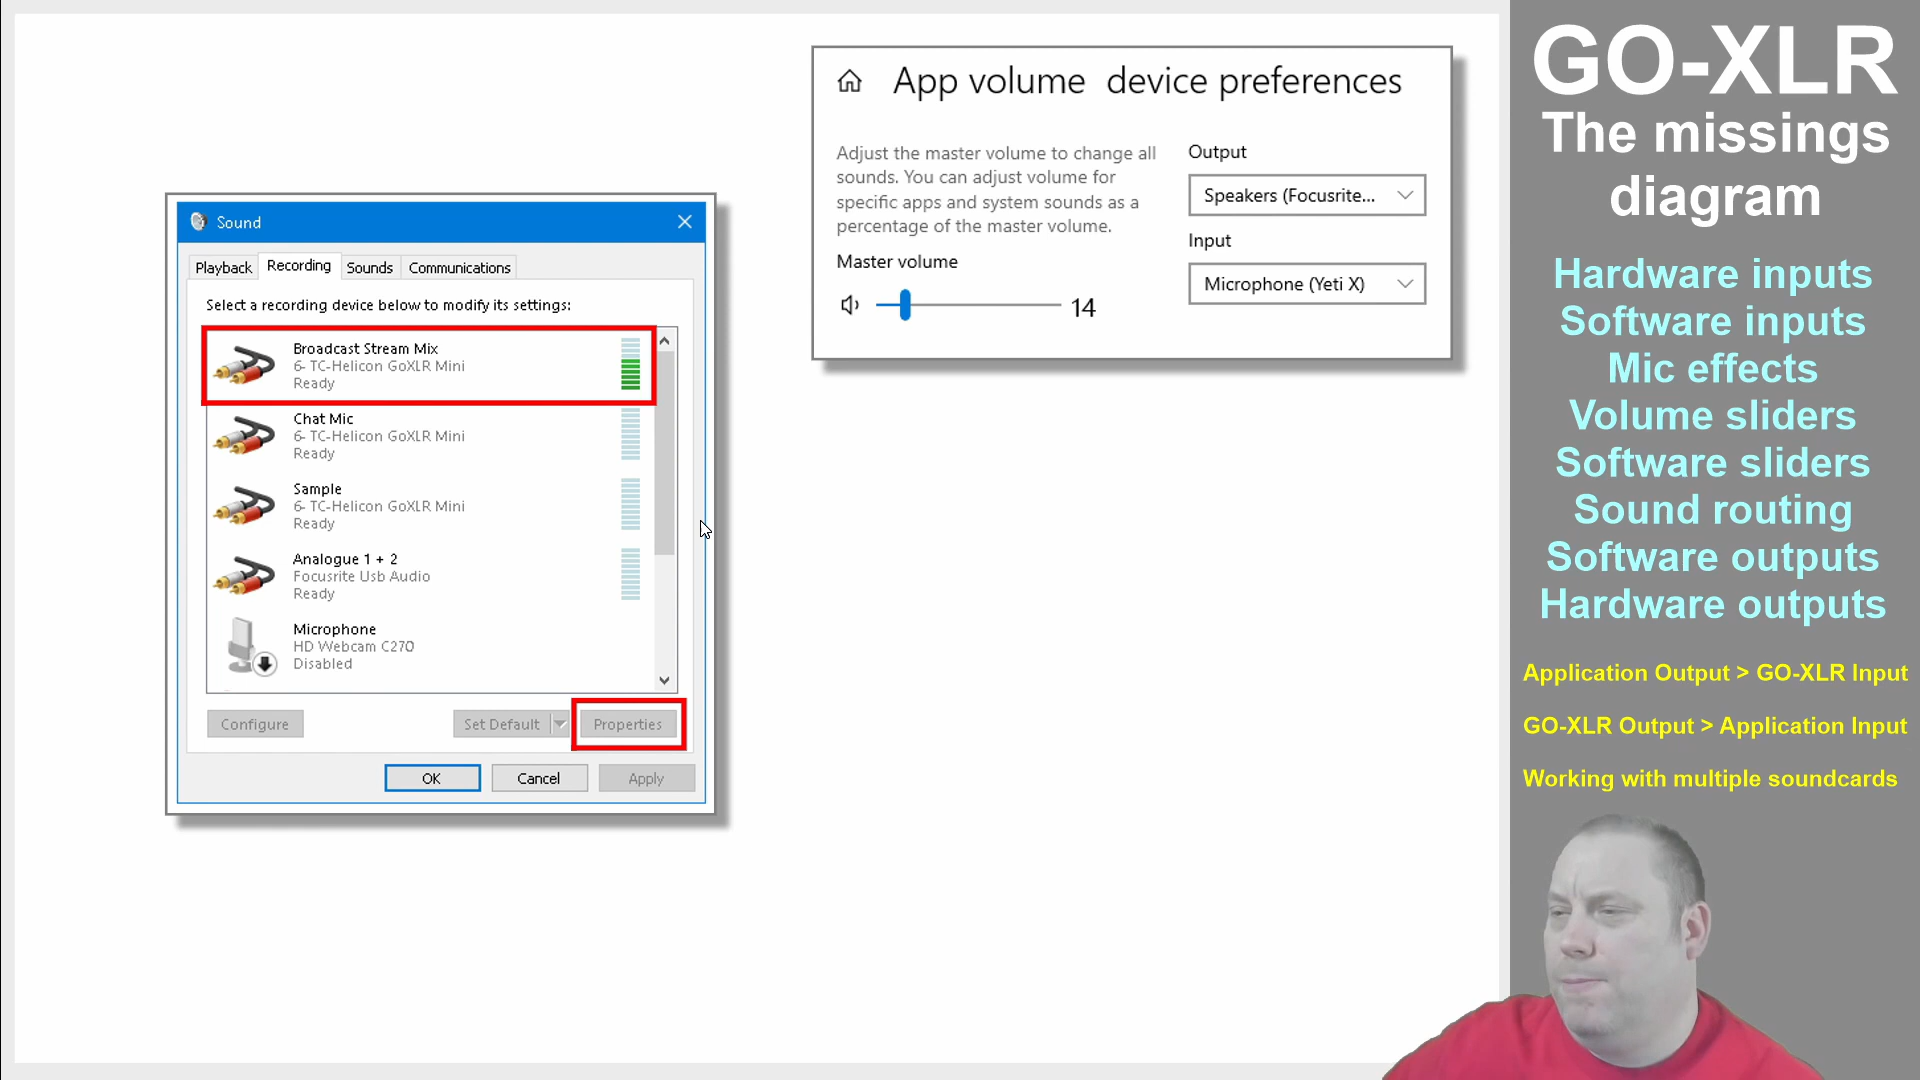 App volume  device preferences
Adjust the master volume to change all
sounds. You can adjust volume for
specific apps and system sounds as a
percentage of the master volume.
Master volume
14
Output
Speakers (Focusrite...
Input
Microphone (Yeti X)
Sound
Playback
Recording
Sounds
Communications
Select a recording device below to modify its settings:
Broadcast Stream Mix
6- TC-Helicon GoXLR Mini
Ready
Chat Mic
6- TC-Helicon GoXLR Mini
Ready
Sample
6- TC-Helicon GoXLR Mini
Ready
Analogue 1 + 2
Focusrite Usb Audio
Ready
Microphone
HD Webcam C270
Disabled
Configure
Set Default
Properties
OK
Cancel
Apply
GO-XLR
The missings
diagram
Hardware inputs
Software inputs
Mic effects
Volume sliders
Software sliders
Sound routing
Software outputs
Hardware outputs
Application Output > GO-XLR Input
GO-XLR Output > Application Input
Working with multiple soundcards